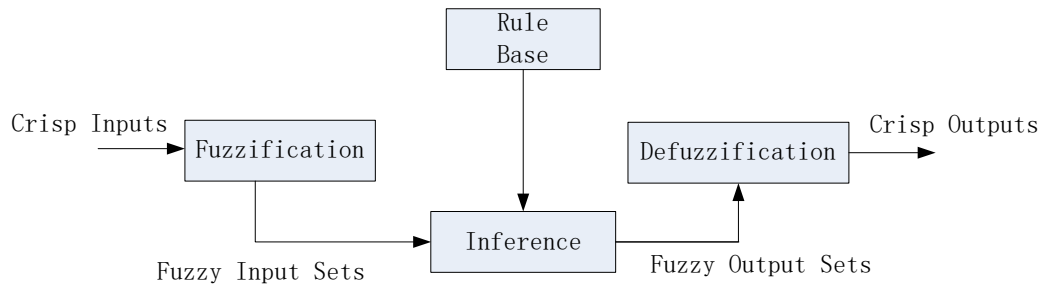 Rule
Base
Crisp Inputs
Fuzzification
Defuzzification
Crisp Outputs
Inference
Fuzzy Input Sets
Fuzzy Output Sets